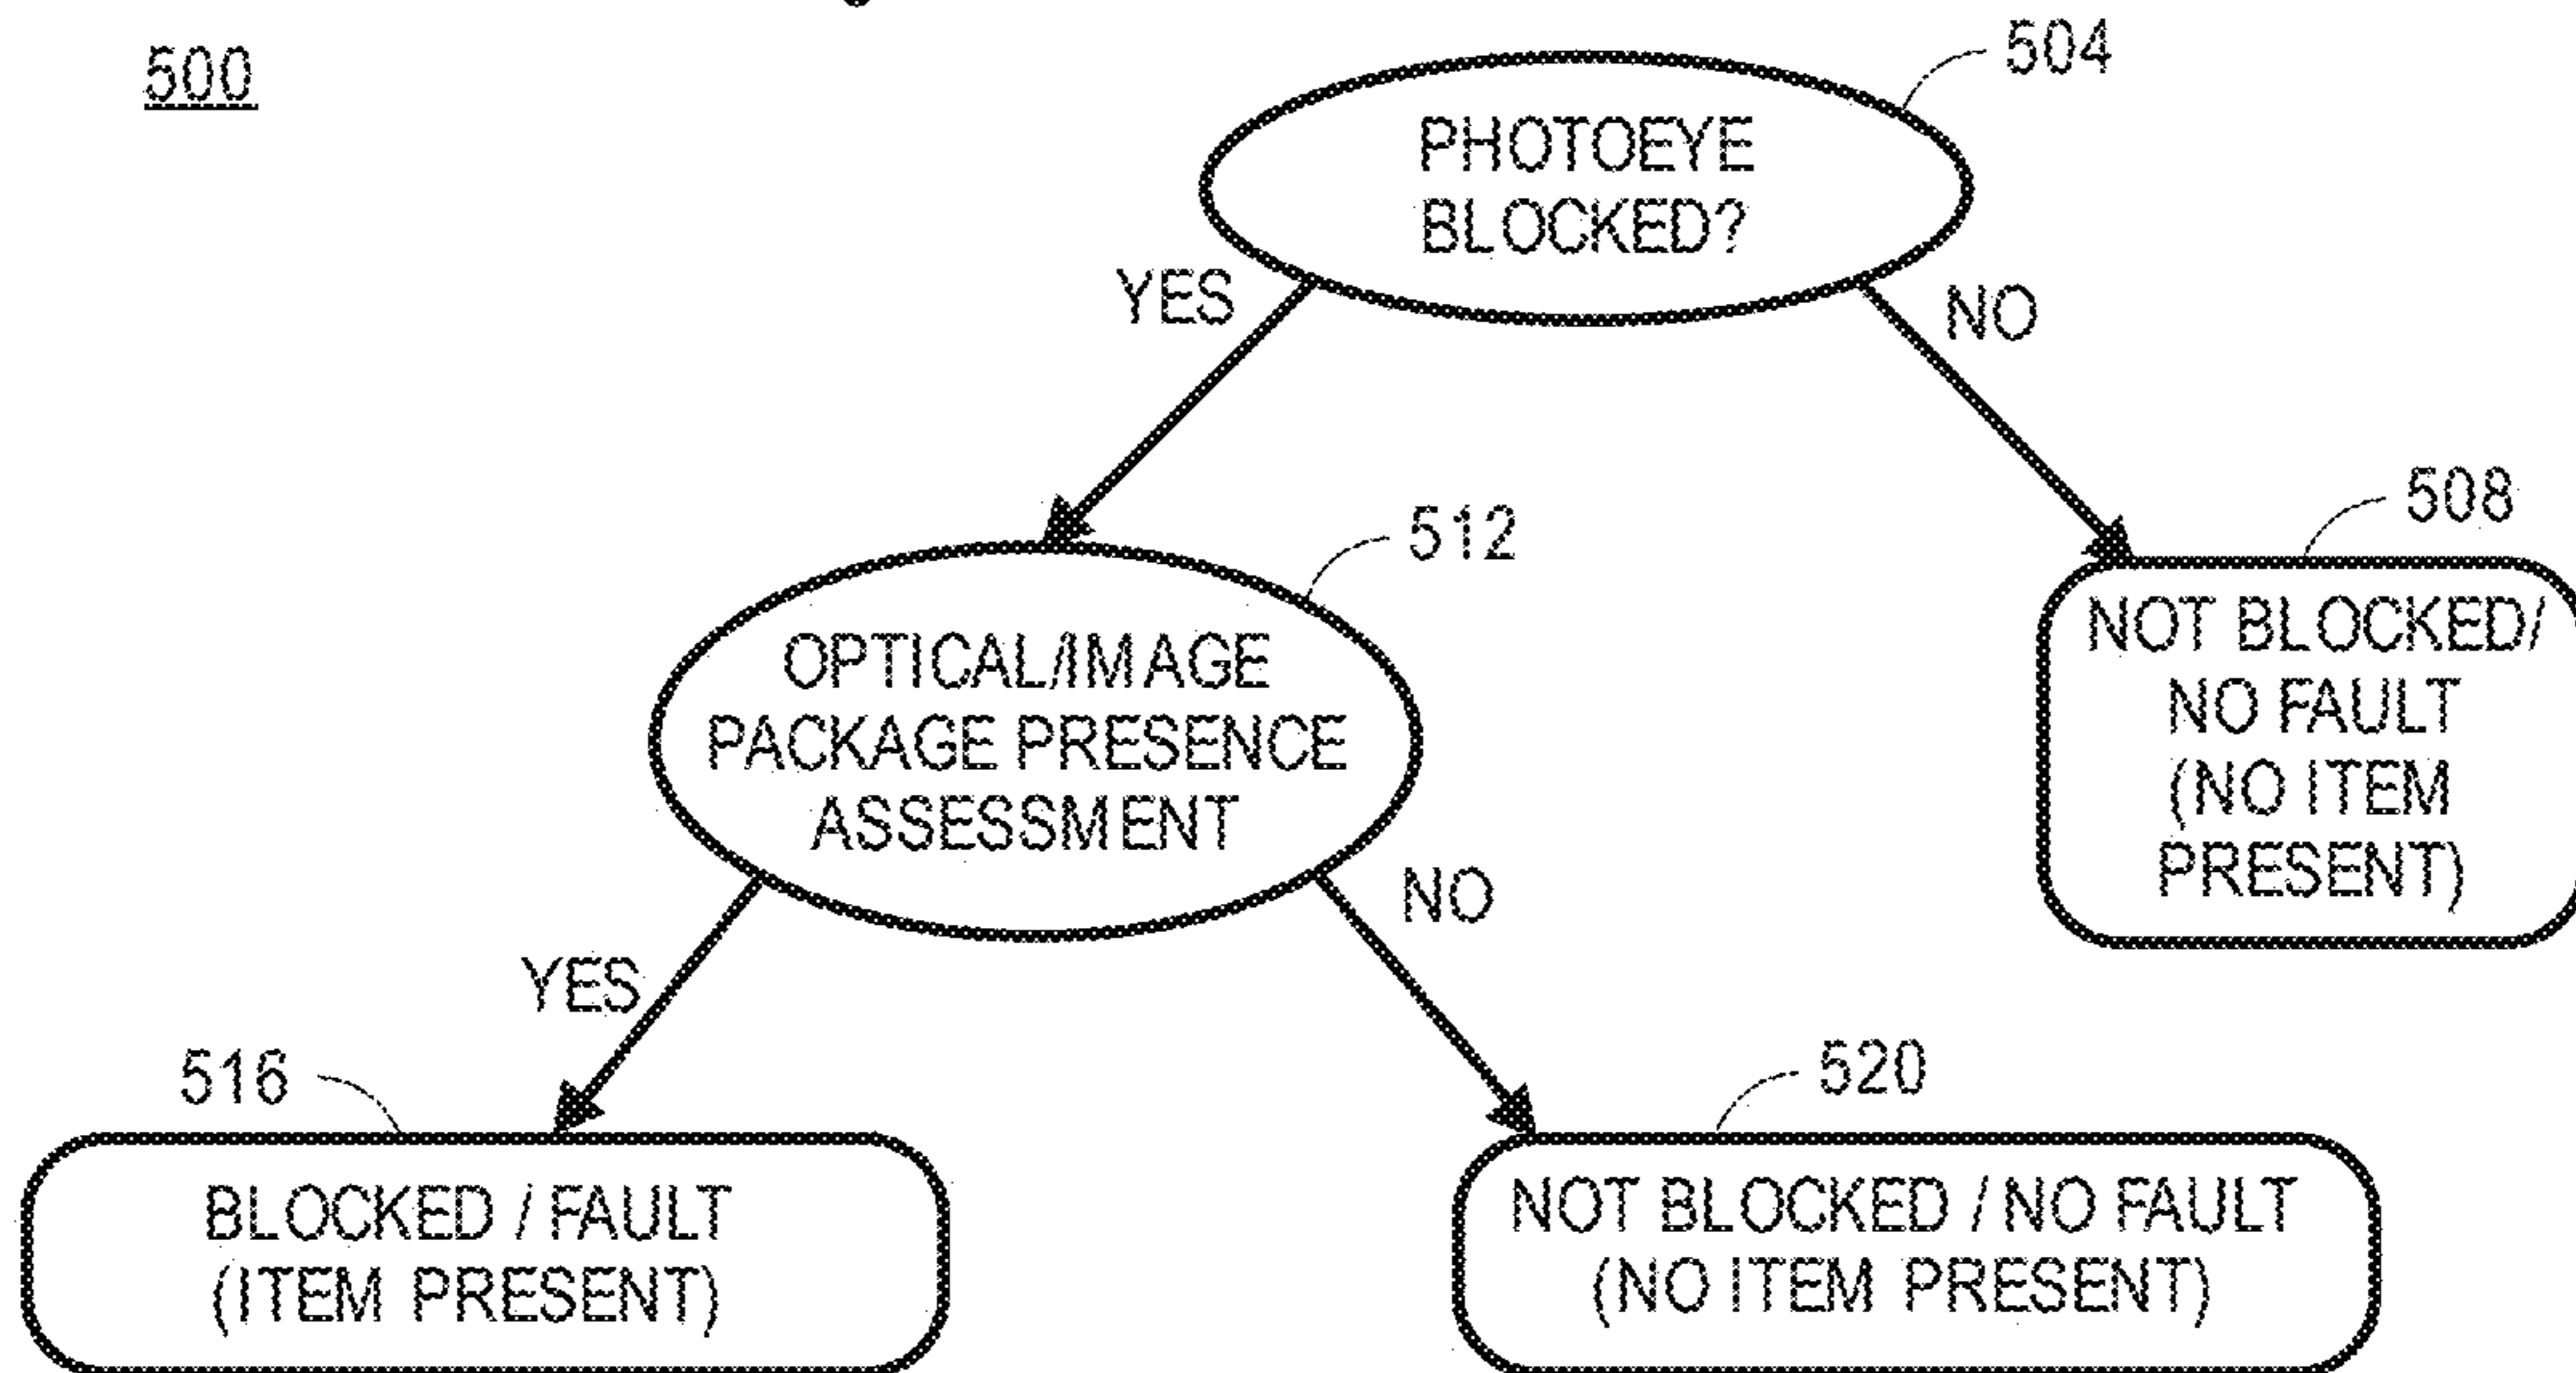 500
504
PHOTOEYE
BLOCKED?
YES
NO
508
512
NOT BLOCKED/
NO FAULT
(NO ITEM
PRESENT)
OPTICAL/IMAGE
PACKAGE PRESENCE
ASSESSMENT
YES
NO
516
520
BLOCKED / FAULT
(ITEM PRESENT)
NOT BLOCKED / NO FAULT
(NO ITEM PRESENT)